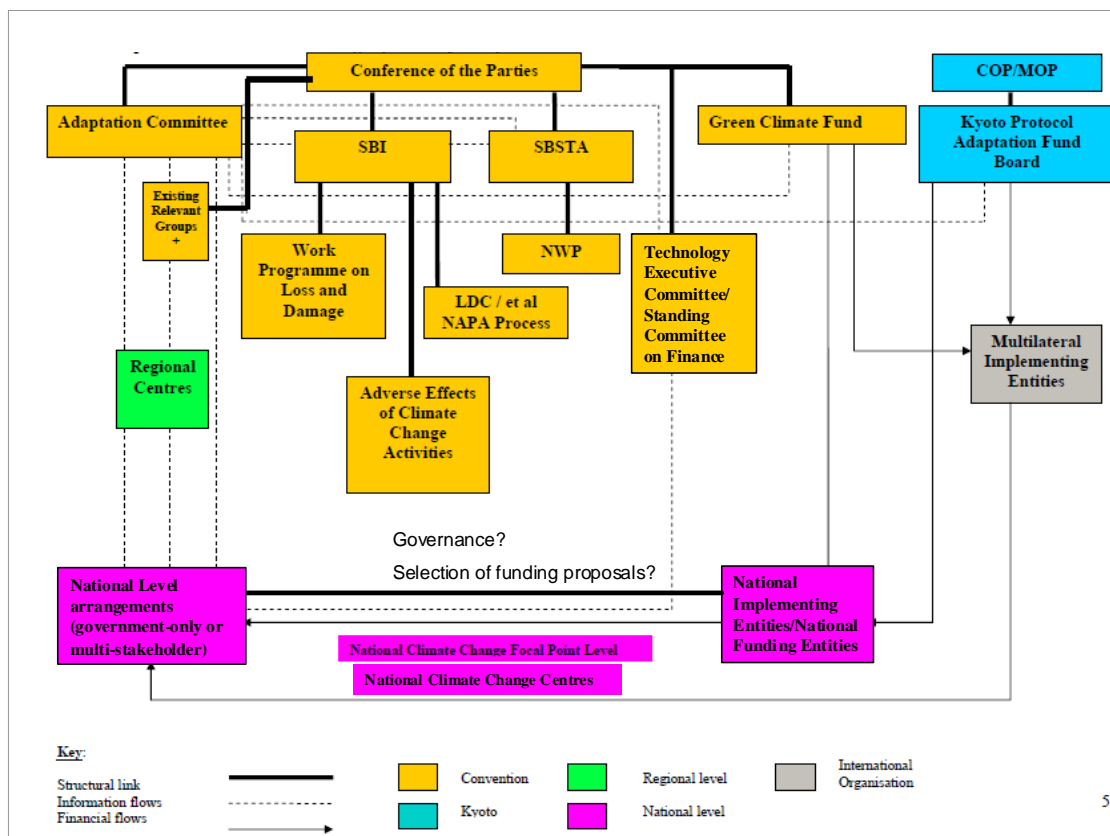 Conference of the Parties
COP/MOP
Adaptation Committee
Green Climate Fund
Kyoto Protocol
Adaptation Fund
Board
SBI
SBSTA
Existing
Relevant
Groups
+
Work
Programme on
Loss and
Damage
NWP
Technology
Executive
Committee/
Standing
Committee
on Finance
LDC / et al
NAPA Process
Multilateral
Implementing
Entities
Regional
Centres
Adverse Effects
of Climate
Change
Activities
Governance?
Selection of funding proposals?
National Level
arrangements
(government-only or
multi-stakeholder)
National
Implementing
Entities/National
Funding Entities
National Climate Change Focal Point Level
National Climate Change Centres
Key:
Structural link
Information flows
Financial flows
Convention
Kyoto
Regional level
National level
International
Organisation
5